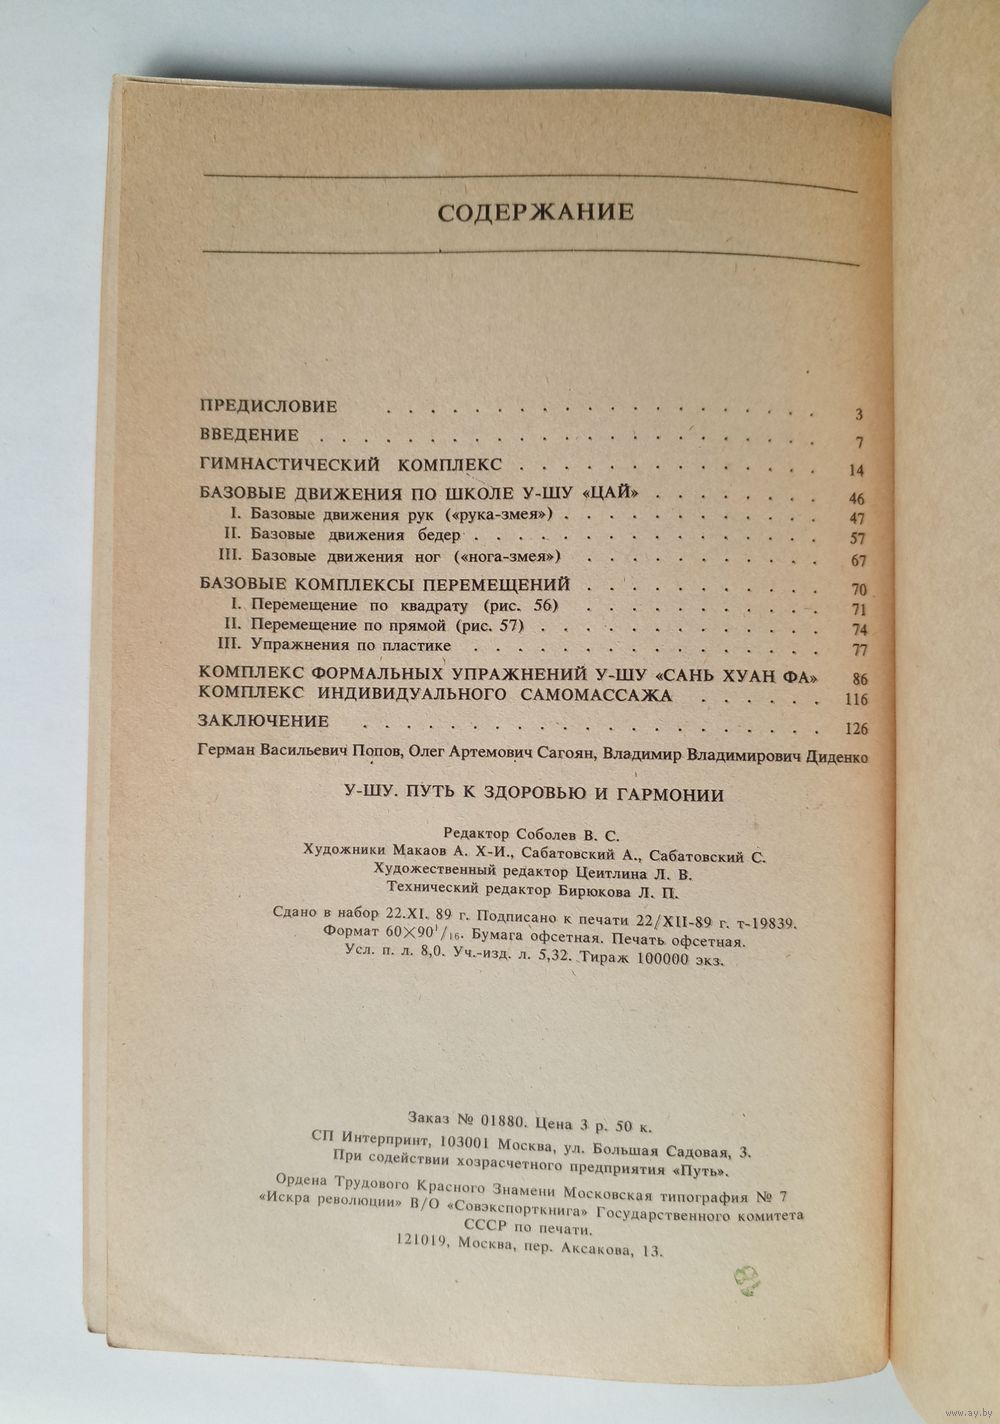 СОДЕРЖАНИЕ
ПРЕДИСЛОВИЕ . . . . . . . . . . . . . . . . . . . . 3
ВВЕДЕНИЕ . . . . . . . . . . . . . . . . . . . . . . . 7
ГИМНАСТИЧЕСКИЙ КОМПЛЕКС . . . . . . . . . . . . . . 14
БАЗОВЫЕ ДВИЖЕНИЯ ПО ШКОЛЕ У-ШУ «ЦАЙ» . . . . . . . . 46
I. Базовые движения рук («рука-змея») . . . . . . . . . . . . 47
II. Базовые движения бедер . . . . . . . . . . . . . . . . 57
III. Базовые движения ног («нога-змея») . . . . . . . . . . . 67
БАЗОВЫЕ КОМПЛЕКСЫ ПЕРЕМЕЩЕНИЙ . . . . . . . . . . . 70
I. Перемещение по квадрату (рис. 56) . . . . . . . . . . . 71
II. Перемещение по прямой (рис. 57) . . . . . . . . . . . . . 74
III. Упражнения по пластике . . . . . . . . . . . . . . . . 77
КОМПЛЕКС ФОРМАЛЬНЫХ УПРАЖНЕНИЙ У-ШУ «САНЬ ХУАН ФА» 86
КОМПЛЕКС ИНДИВИДУАЛЬНОГО САМОМАССАЖА . . . . . . 116
ЗАКЛЮЧЕНИЕ . . . . . . . . . . . . . . . . . . . . . 126
Герман Васильевич Попов, Олег Артемович Сагоян, Владимир Владимирович Диденко
У-ШУ. ПУТЬ К ЗДОРОВЬЮ И ГАРМОНИИ
Редактор Соболев В. С.
Художники Макаов А. Х-И., Сабатовский А., Сабатовский С.
Художественный редактор Цеитлина Л. В.
Технический редактор Бирюкова Л. П.
Сдано в набор 22.XI. 89 г. Подписано к печати 22/XII-89 г. т-19839.
Формат 60×90¹/₁₆. Бумага офсетная. Печать офсетная.
Усл. п. л. 8,0. Уч.-изд. л. 5,32. Тираж 100000 экз.
Заказ № 01880. Цена 3 р. 50 к.
СП Интерпринт, 103001 Москва, ул. Большая Садовая, 3.
При содействии хозрасчетного предприятия «Путь».
Ордена Трудового Красного Знамени Московская типография № 7
«Искра революции» В/О «Совэкспорткнига» Государственного комитета
СССР по печати.
121019, Москва, пер. Аксакова, 13.
www.ay.by